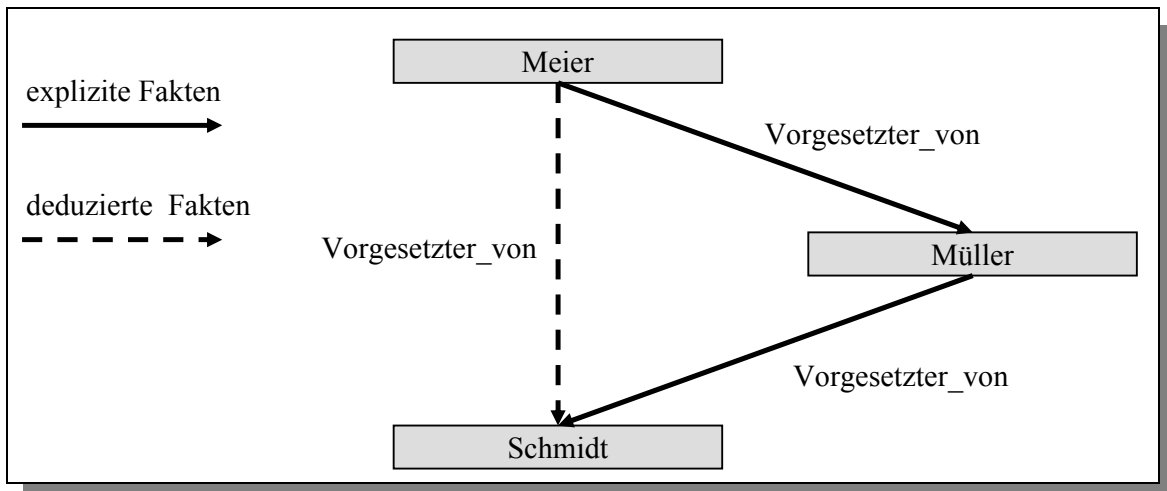 Meier
explizite Fakten
Vorgesetzter_von
deduzierte Fakten
Vorgesetzter_von
Müller
Vorgesetzter_von
Schmidt